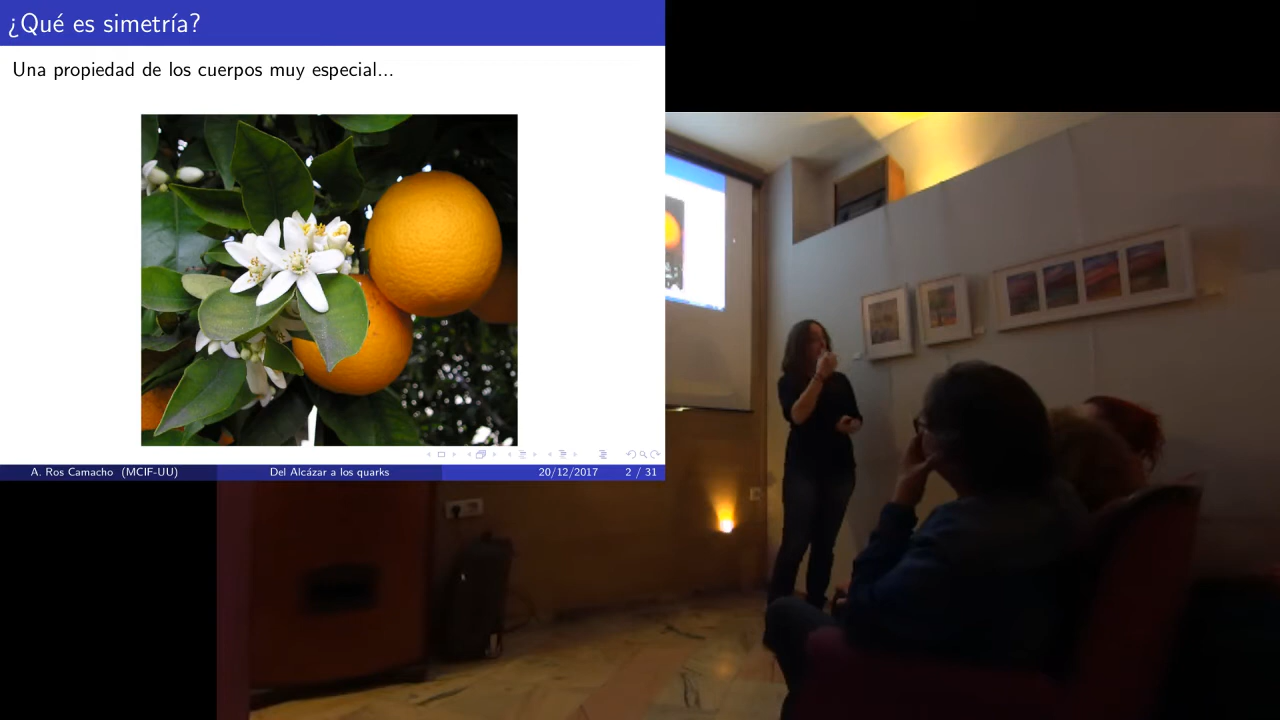 ¿Qué es simetría?
Una propiedad de los cuerpos muy especial...
A. Ros Camacho (MCIF-UU) Del Alcázar a los quarks 20/12/2017 2 / 31